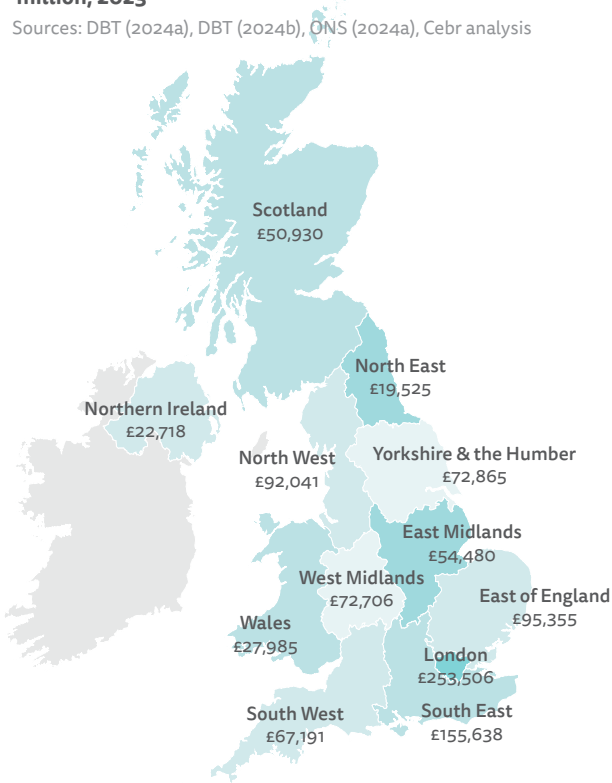 million, 2023
Sources: DBT (2024a), DBT (2024b), ONS (2024a), Cebr analysis
Scotland
£50,930
North East
£19,525
Northern Ireland
£22,718
North West
£92,041
Yorkshire & the Humber
£72,865
East Midlands
£54,480
West Midlands
£72,706
East of England
£95,355
Wales
£27,985
London
£253,506
South West
£67,191
South East
£155,638